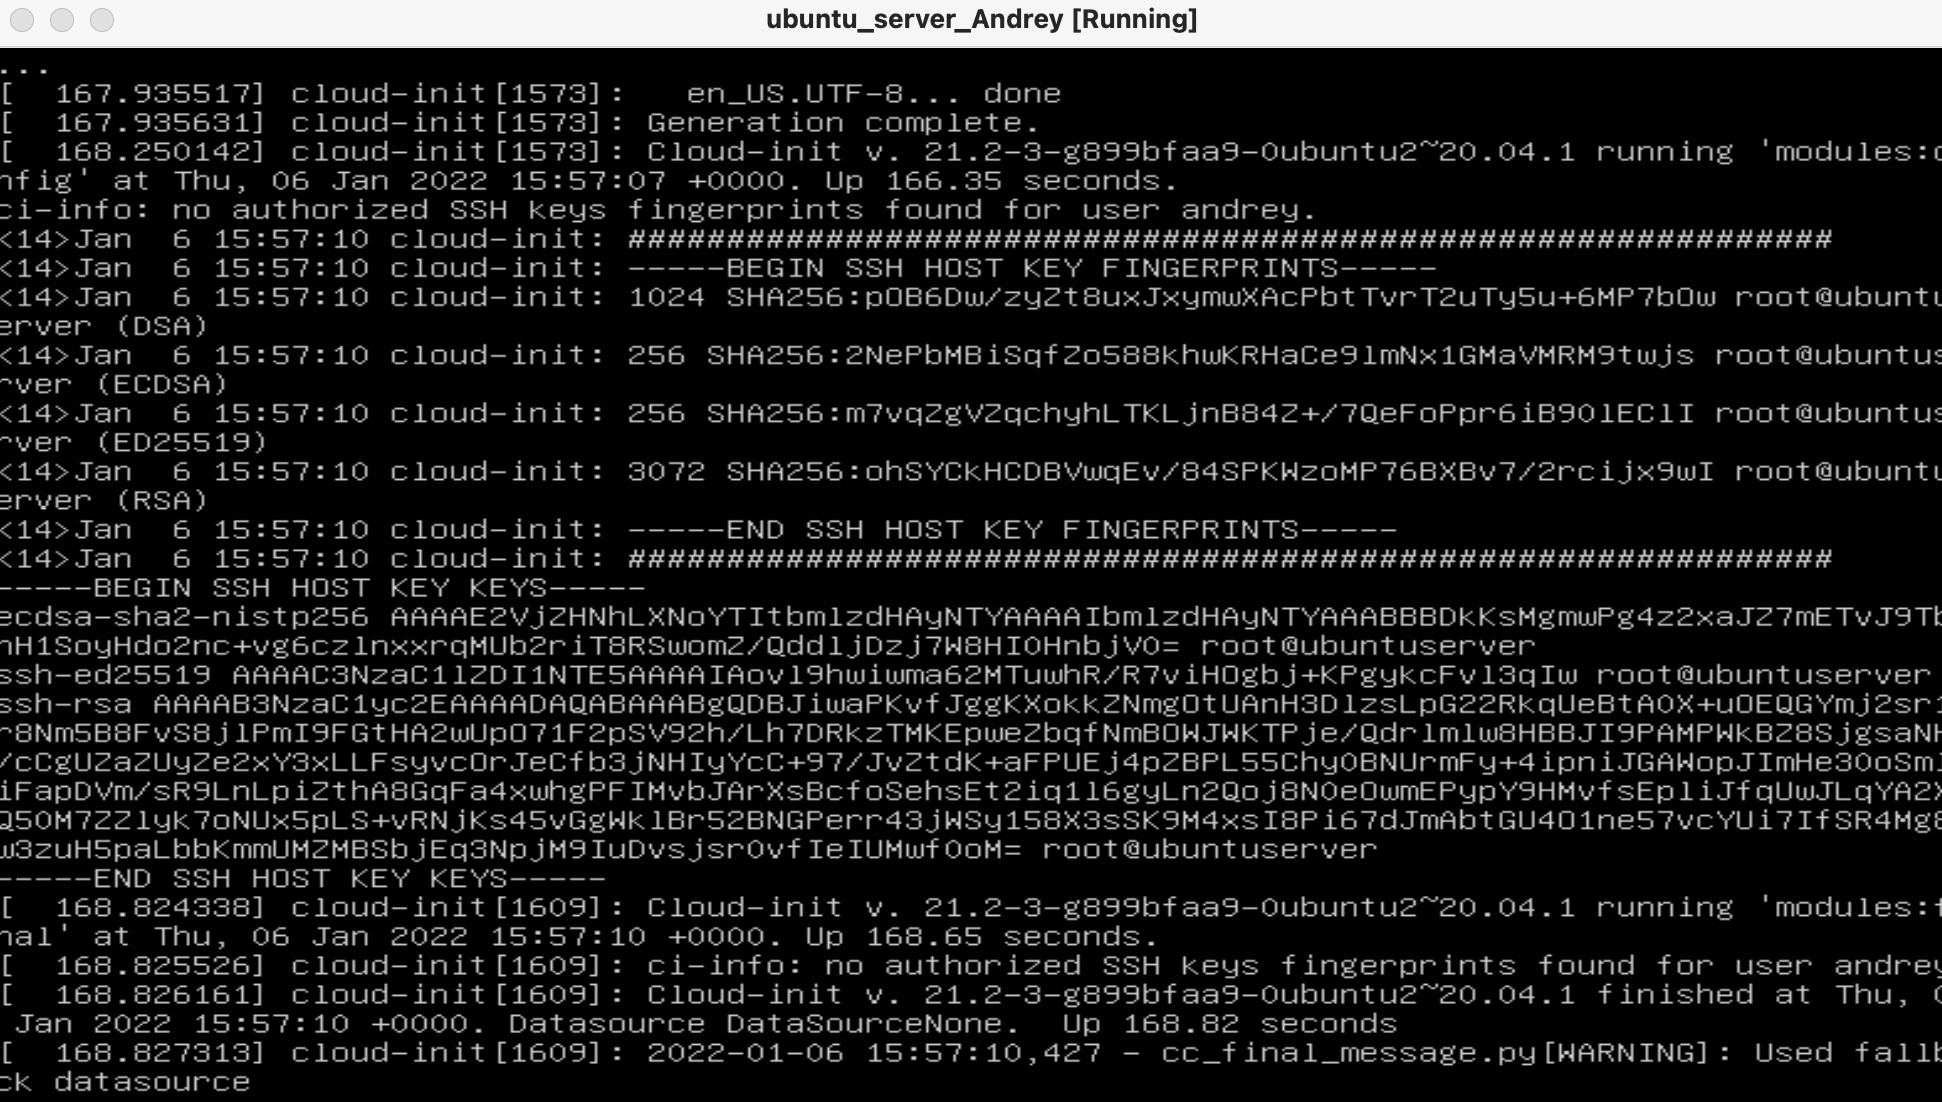 ubuntu_server_Andrey [Running]
...
[  167.935517] cloud-init[1573]:   en_US.UTF-8... done
[  167.935631] cloud-init[1573]: Generation complete.
[  168.250142] cloud-init[1573]: Cloud-init v. 21.2-3-g899bfaa9-0ubuntu2~20.04.1 running 'modules:
nfig' at Thu, 06 Jan 2022 15:57:07 +0000. Up 166.35 seconds.
ci-info: no authorized SSH keys fingerprints found for user andrey.
<14>Jan  6 15:57:10 cloud-init: #############################################################
<14>Jan  6 15:57:10 cloud-init: -----BEGIN SSH HOST KEY FINGERPRINTS-----
<14>Jan  6 15:57:10 cloud-init: 1024 SHA256:pOB6Dw/zyZt8uxJxymwXAcPbtTvrT2uTy5u+6MP7bOw root@ubuntu
erver (DSA)
<14>Jan  6 15:57:10 cloud-init: 256 SHA256:2NePbMBiSqfZo588khwKRHaCe9lmNx1GMaVMRM9twjs root@ubuntus
rver (ECDSA)
<14>Jan  6 15:57:10 cloud-init: 256 SHA256:m7vqZgVZqchyhLTKLjnB84Z+/7QeFoPpr6iB9OlEClI root@ubuntus
rver (ED25519)
<14>Jan  6 15:57:10 cloud-init: 3072 SHA256:ohSYCkHCDBVwqEv/84SPKWzoMP76BXBv7/2rcijx9wI root@ubuntu
erver (RSA)
<14>Jan  6 15:57:10 cloud-init: -----END SSH HOST KEY FINGERPRINTS-----
<14>Jan  6 15:57:10 cloud-init: #############################################################
-----BEGIN SSH HOST KEY KEYS-----
ecdsa-sha2-nistp256 AAAAE2VjZHNhLXNoYTItbmlzdHAyNTYAAAAIbmlzdHAyNTYAAABBBDkKsMgmwPg4z2xaJZ7mETvJ9Tb
nH1SoyHdo2nc+vg6czlnxxrqMUb2riT8RSwomZ/QddljDzj7W8HI0HnbjV0= root@ubuntuserver
ssh-ed25519 AAAAC3NzaC1lZDI1NTE5AAAAIAovl9hwiwma62MTuwhR/R7viHOgbj+KPgykcFvl3qIw root@ubuntuserver
ssh-rsa AAAAB3NzaC1yc2EAAAADAQABAAABgQDBJiwaPKvfJggKXokkZNmgOtUAnH3DlzsLpG22RkqUeBtA0X+uOEQGYmj2sr
r8Nm5B8FvS8jlPmI9FGtHA2wUpO71F2pSV92h/Lh7DRkzTMKEpweZbqfNmBOWJWKTPje/Qdrlmlw8HBBJI9PAMPWkBZ8SjgsaNH
/cCgUZaZUyZe2xY3xLLFsyvcOrJeCfb3jNHIyYcC+97/JvZtdK+aFPUEj4pZBPL55ChyOBNUrmFy+4ipniJGAWopJImHe3OoSm
iFapDVm/sR9LnLpiZthA8GqFa4xwhgPFIMvbJArXsBcfoSehsEt2iq1l6gyLn2Qoj8NOeOwmEPypY9HMvfsEpliJfqUwJLqYA2X
Q5OM7ZZlyk7oNUx5pLS+vRNjKs45vGgWklBr52BNGPerr43jWSy158X3sSK9M4xsI8Pi67dJmAbtGU4O1ne57vcYUi7IfSR4Mg8
w3zuH5paLbbKmmUMZMBSbjEq3NpjM9IuDvsjsrOvfIeIUMwfOoM= root@ubuntuserver
-----END SSH HOST KEY KEYS-----
[  168.824338] cloud-init[1609]: Cloud-init v. 21.2-3-g899bfaa9-0ubuntu2~20.04.1 running 'modules:f
nal' at Thu, 06 Jan 2022 15:57:10 +0000. Up 168.65 seconds.
[  168.825526] cloud-init[1609]: ci-info: no authorized SSH keys fingerprints found for user andrey
[  168.826161] cloud-init[1609]: Cloud-init v. 21.2-3-g899bfaa9-0ubuntu2~20.04.1 finished at Thu, 0
 Jan 2022 15:57:10 +0000. Datasource DataSourceNone.  Up 168.82 seconds
[  168.827313] cloud-init[1609]: 2022-01-06 15:57:10,427 - cc_final_message.py[WARNING]: Used fallb
ck datasource